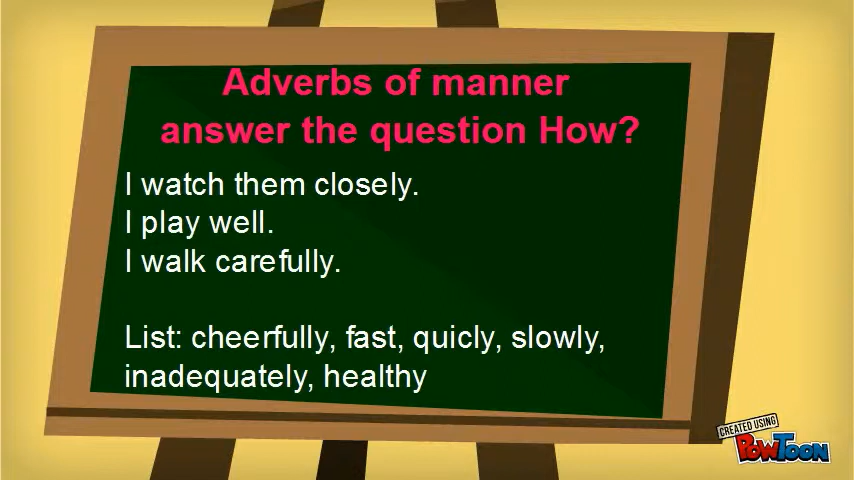 Adverbs of manner
answer the question How?
I watch them closely.
I play well.
I walk carefully.
List: cheerfully, fast, quicly, slowly,
inadequately, healthy
CREATED USING
PowToon